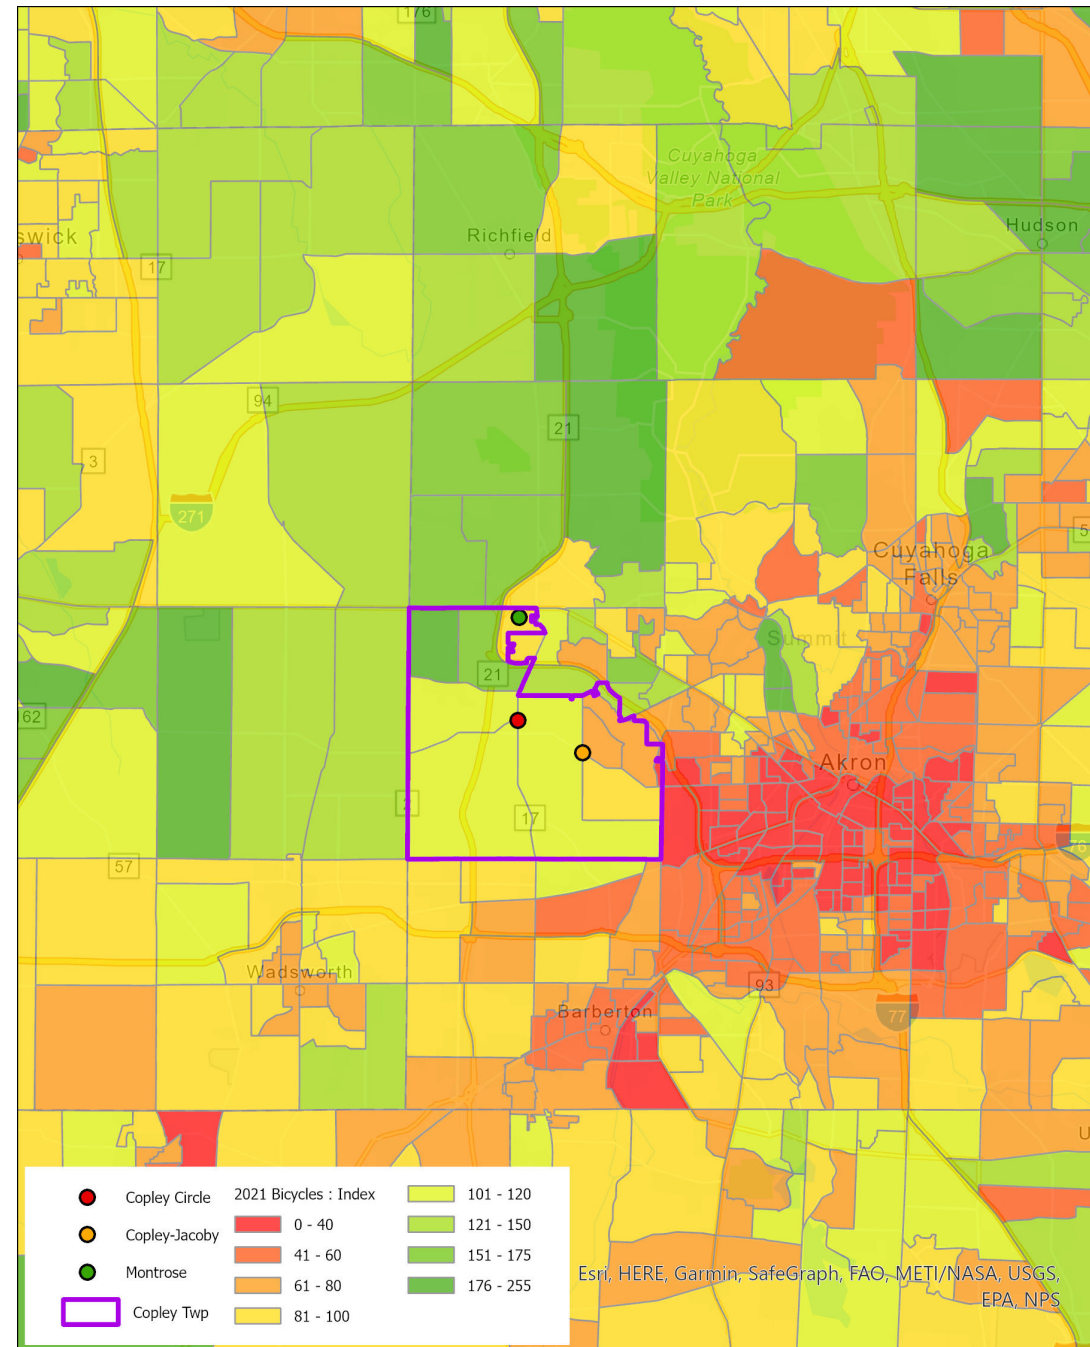 176
Cuyahoga
Valley National
Park
Hudson
swick
Richfield
17
94
21
3
271
5
Cuyahoga
Falls
Summit
21
62
Akron
2
17
76
57
Wadsworth
93
Barberton
77
U
Copley Circle
Copley-Jacoby
Montrose
Copley Twp
2021 Bicycles : Index
0 - 40
41 - 60
61 - 80
81 - 100
101 - 120
121 - 150
151 - 175
176 - 255
Esri, HERE, Garmin, SafeGraph, FAO, METI/NASA, USGS,
EPA, NPS